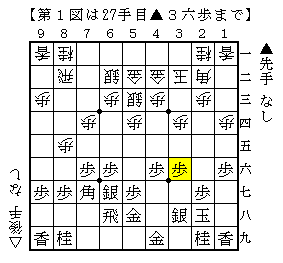 【第1図は27手目▲3六歩まで】
9 8 7 6 5 4 3 2 1
香 桂 桂 香 一
飛 銀 金 金 玉 角 二
歩 歩 銀 歩 歩 三
歩 歩 歩 歩 四
歩 五
歩 歩 歩 歩 歩 六
歩 歩 角 銀 歩 歩 七
飛 金 銀 玉 八
香 桂 金 桂 香 九
▲先手 なし
△後手 なし